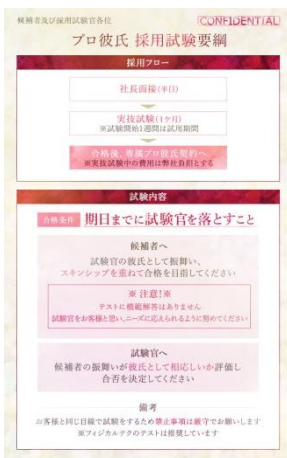 候補者及び採用試験官各位
CONFIDENTIAL
プロ彼氏 採用試験要綱
採用フロー
社長面接(半日)
実技試験(1ヶ月)
※試験開始1週間は試用期間
合格後、専属プロ彼氏契約へ
※実技試験中の費用は弊社負担とする
試験内容
合格条件 期日までに試験官を落とすこと
候補者へ
試験官の彼氏として振舞い、
スキンシップを重ねて合格を目指してください
※ 注意!※
テストに模範解答はありません
試験官をお客様と思い、ニーズに応えられるように努めてください
試験官へ
候補者の振舞いが彼氏として相応しいか評価し
合否を決定してください
備考
お客様と同じ目線で試験をするため禁止事項は厳守でお願いします
※フィジカルテクのテストは推奨しています